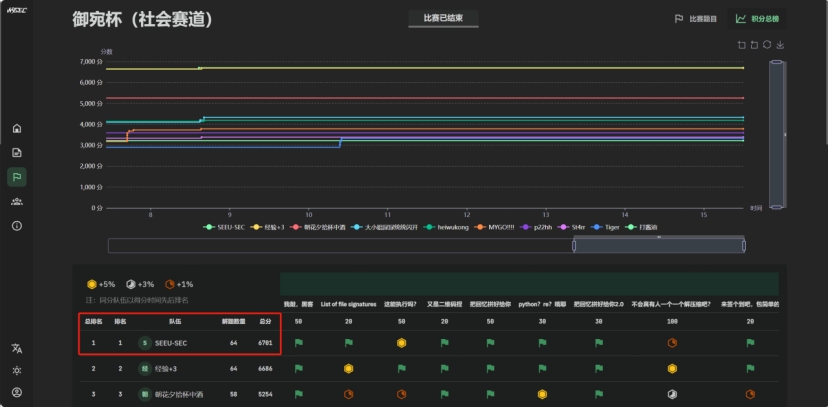 御宛杯（社会赛道）
比赛已结束
比赛题目
积分总榜
分数
7,000 分
6,000 分
5,000 分
4,000 分
3,000 分
2,000 分
1,000 分
0 分
8 9 10 11 12 13 14 15
时间
SEEU-SEC 经验+3 朝花夕拾杯中酒 大小姐深绿统统闪开 heiwukong MYGO!!!! p22hh St4rr Tiger 打酱油
+5% +3% +1%
注：同分队伍以得分时间先后排名
我甜，黑客 List of file signatures 这能执行吗？ 又是二维码捏 把回忆拼好给你 python？re？哦耶 把回忆拼好给你2.0 不会真有人一个一个解压缩吧？ 来签个到吧，包简单的
总排名 排名 队伍 解题数量 总分 50 20 50 20 50 30 30 100 20
1 1 S SEEU-SEC 64 6701
2 2 经 经验+3 64 6686
3 3 朝 朝花夕拾杯中酒 58 5254